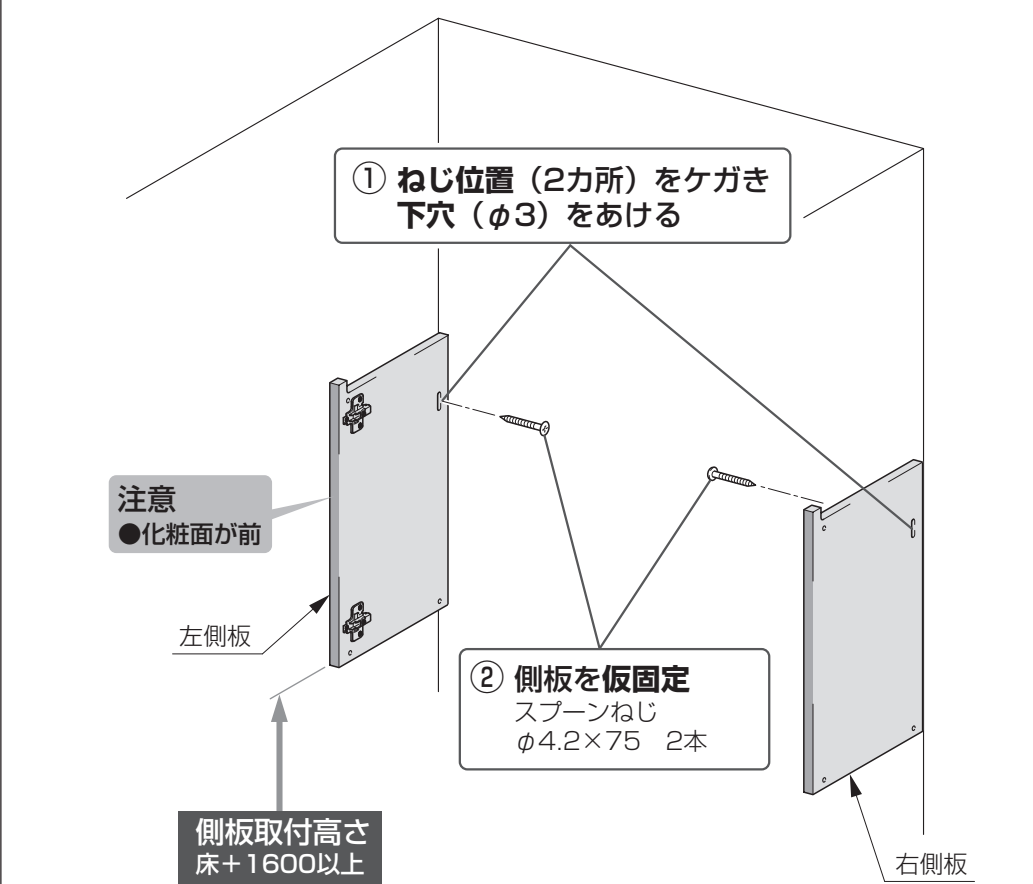 ① ねじ位置（2カ所）をケガき
下穴（φ3）をあける
注意
●化粧面が前
左側板
② 側板を仮固定
スプーンねじ
φ4.2×75　2本
側板取付高さ
床＋1600以上
右側板